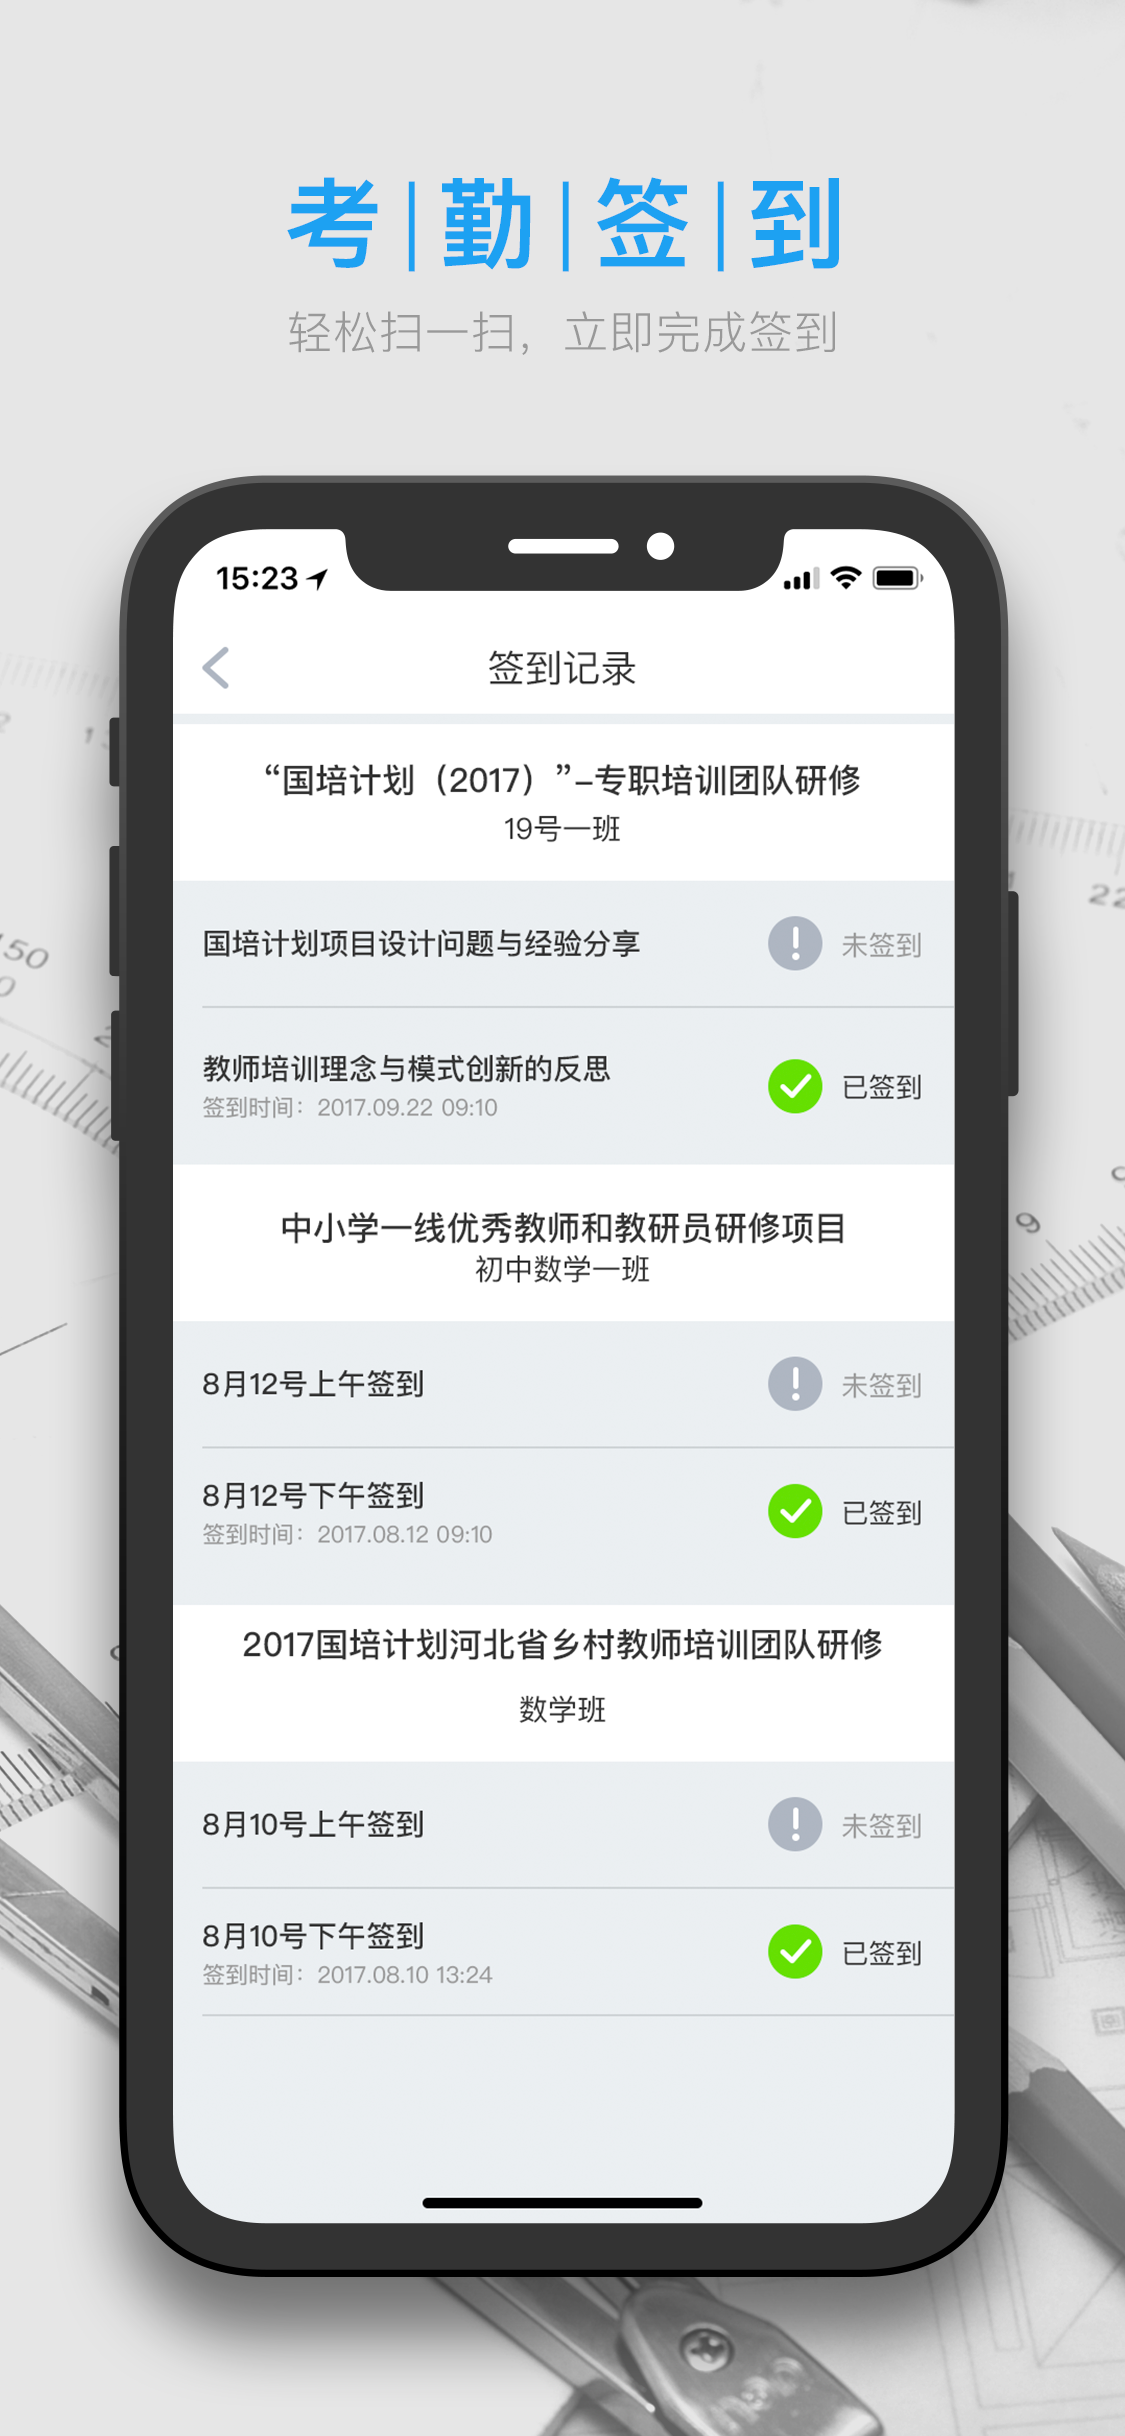 考|勤|签|到
轻松扫一扫，立即完成签到
15:23
签到记录
“国培计划（2017）”–专职培训团队研修
19号一班
国培计划项目设计问题与经验分享
未签到
教师培训理念与模式创新的反思
签到时间：2017.09.22 09:10
已签到
中小学一线优秀教师和教研员研修项目
初中数学一班
8月12号上午签到
未签到
8月12号下午签到
签到时间：2017.08.12 09:10
已签到
2017国培计划河北省乡村教师培训团队研修
数学班
8月10号上午签到
未签到
8月10号下午签到
签到时间：2017.08.10 13:24
已签到